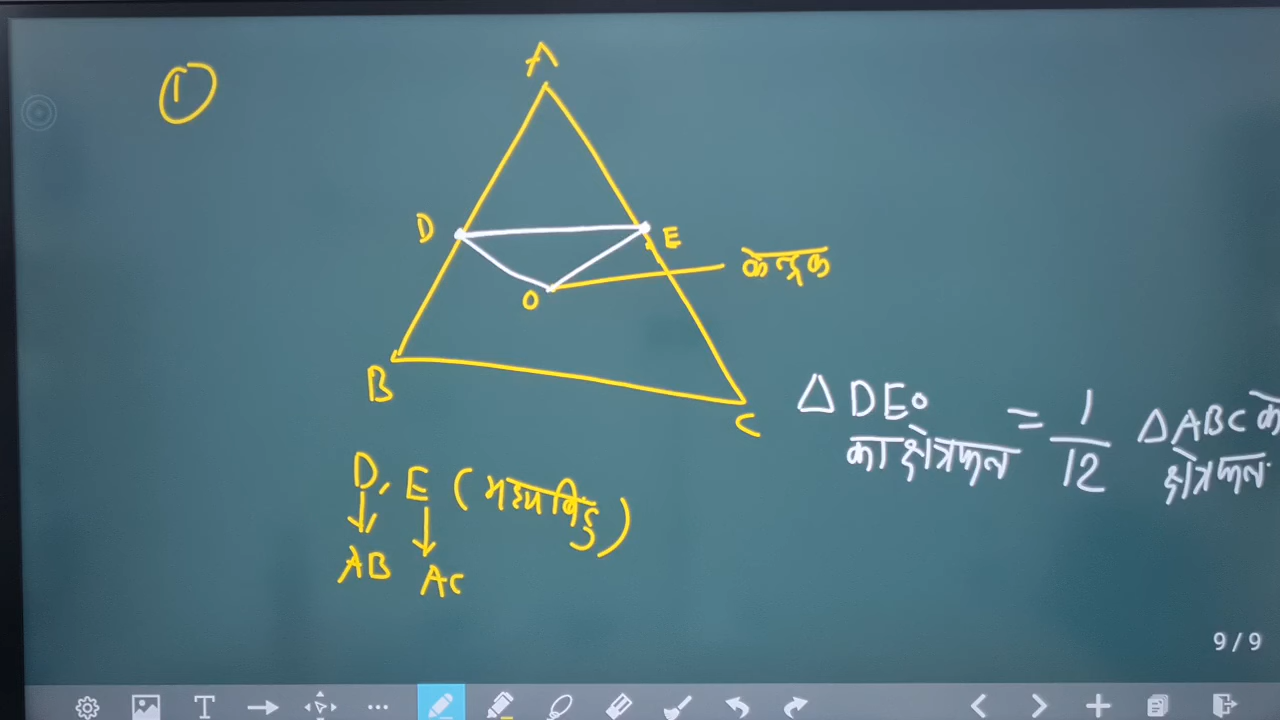 1
A
D
E
केन्द्रक
O
B
C
△ DEO = 1/12 △ABC के
का क्षेत्रफल क्षेत्रफल
D, E (मध्यबिंदु)
AB AC
9/9
T